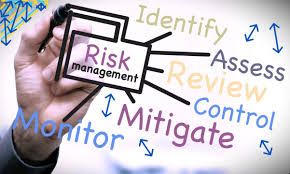 Identify
Assess
Risk
management
Review
Control
Mitigate
Monitor